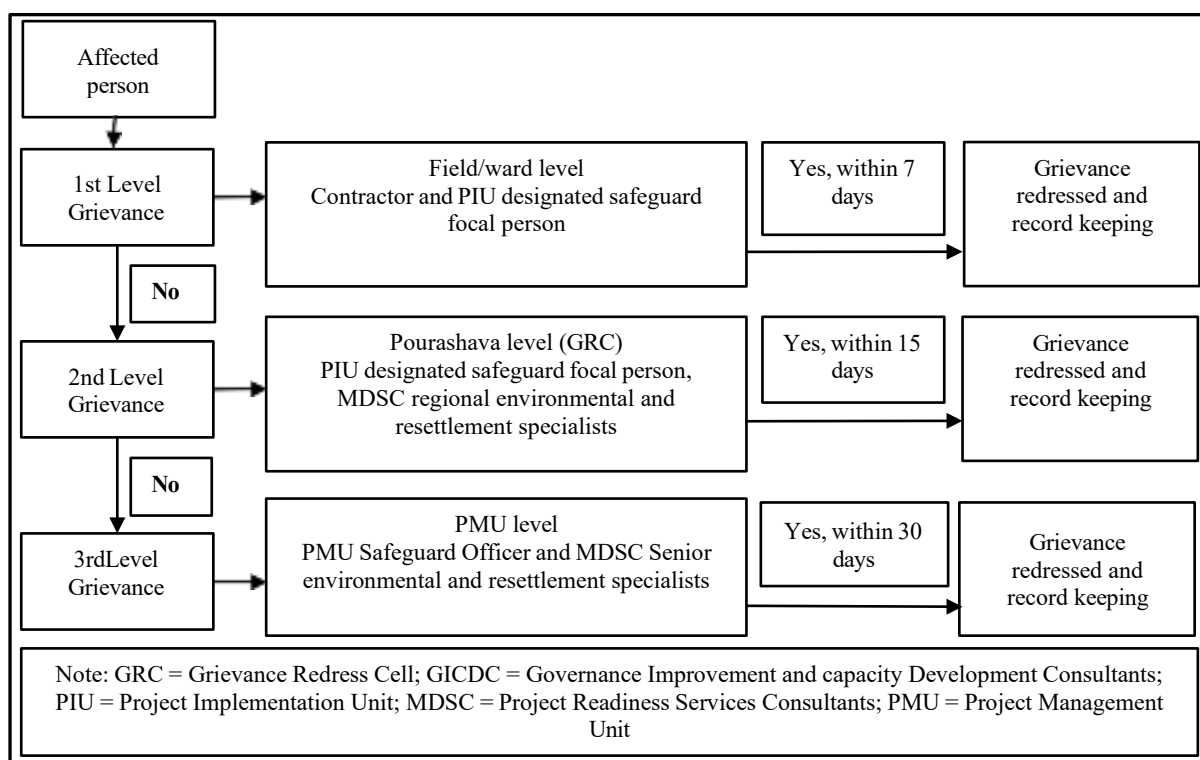 Affected
person
1st Level
Grievance
Field/ward level
Contractor and PIU designated safeguard
focal person
Yes, within 7
days
Grievance
redressed and
record keeping
No
2nd Level
Grievance
Pourashava level (GRC)
PIU designated safeguard focal person,
MDSC regional environmental and
resettlement specialists
Yes, within 15
days
Grievance
redressed and
record keeping
No
3rdLevel
Grievance
PMU level
PMU Safeguard Officer and MDSC Senior
environmental and resettlement specialists
Yes, within 30
days
Grievance
redressed and
record keeping
Note: GRC = Grievance Redress Cell; GICDC = Governance Improvement and capacity Development Consultants;
PIU = Project Implementation Unit; MDSC = Project Readiness Services Consultants; PMU = Project Management
Unit